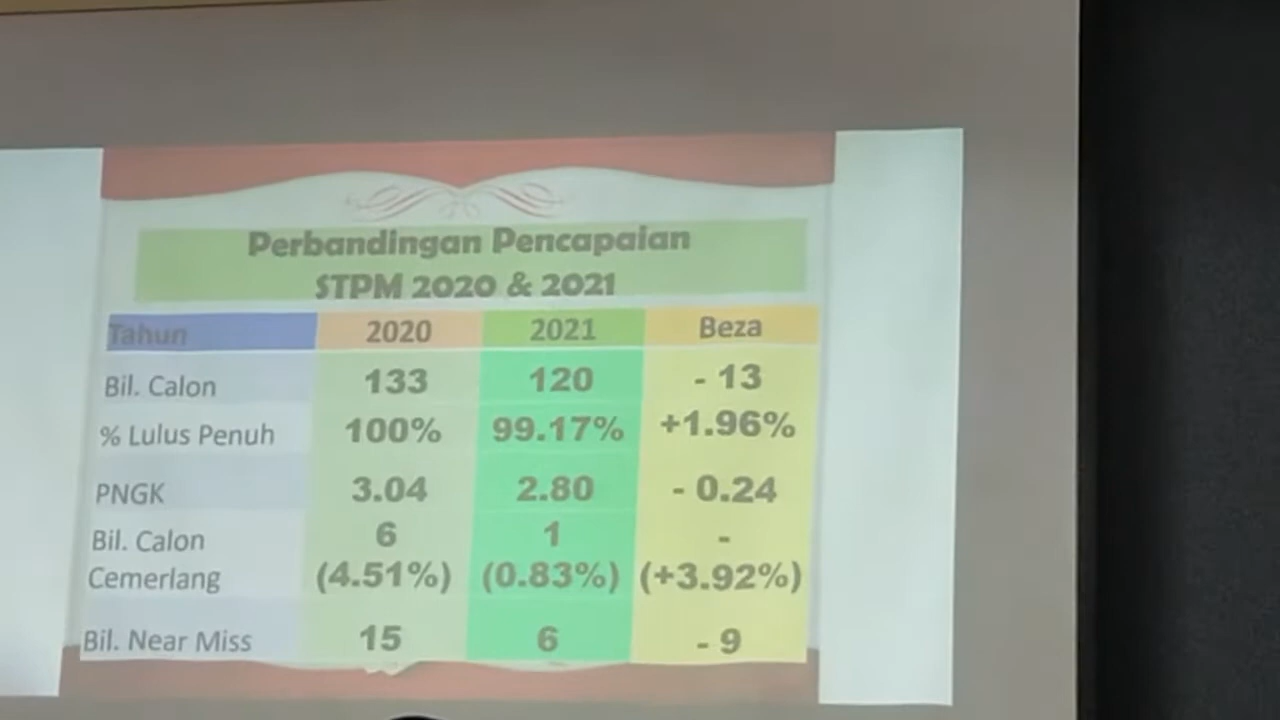 Perbandingan Pencapaian
STPM 2020 & 2021
Tahun 2020 2021 Beza
Bil. Calon 133 120 - 13
% Lulus Penuh 100% 99.17% +1.96%
PNGK 3.04 2.80 - 0.24
Bil. Calon 6 1 -
Cemerlang (4.51%) (0.83%) (+3.92%)
Bil. Near Miss 15 6 - 9